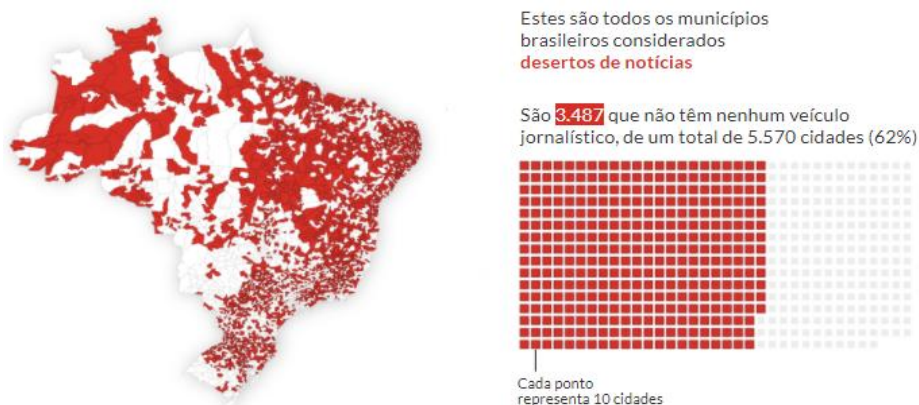 Estes são todos os municípios
brasileiros considerados
desertos de notícias
São 3.487 que não têm nenhum veículo
jornalístico, de um total de 5.570 cidades (62%)
Cada ponto
representa 10 cidades